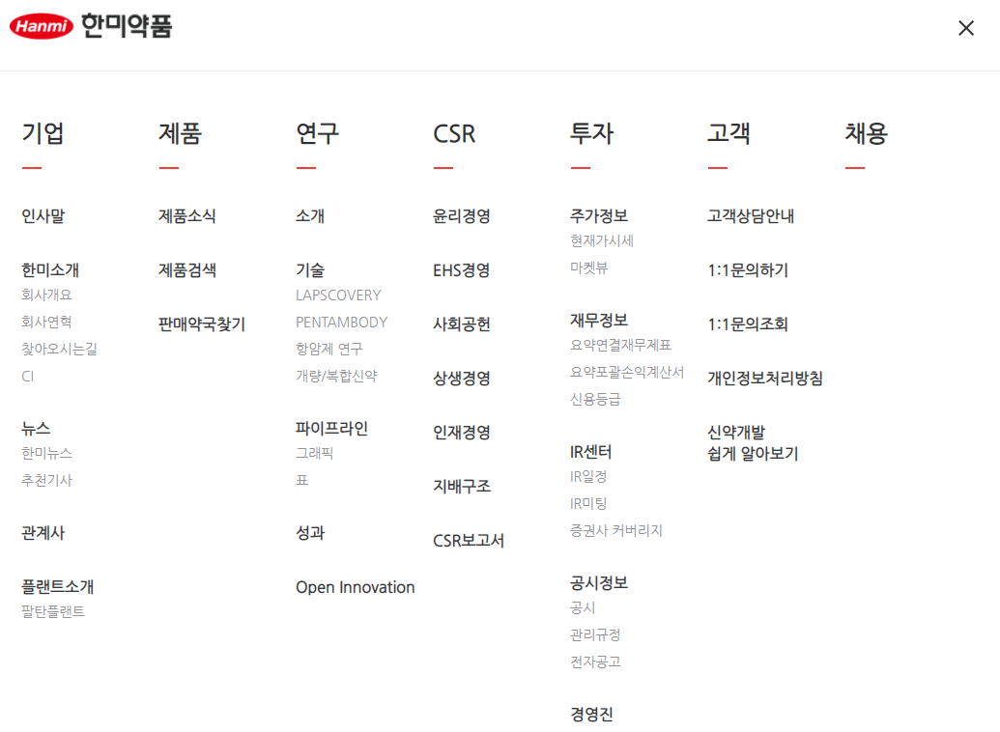 Hanmi 한미약품
기업
인사말
한미소개
회사개요
회사연혁
찾아오시는길
CI
뉴스
한미뉴스
추천기사
관계사
플랜트소개
팔탄플랜트
제품
제품소식
제품검색
판매약국찾기
연구
소개
기술
LAPSCOVERY
PENTAMBODY
항암제 연구
개량/복합신약
파이프라인
그래픽
표
성과
Open Innovation
CSR
윤리경영
EHS경영
사회공헌
상생경영
인재경영
지배구조
CSR보고서
투자
주가정보
현재가시세
마켓뷰
재무정보
요약연결재무제표
요약포괄손익계산서
신용등급
IR센터
IR일정
IR미팅
증권사 커버리지
공시정보
공시
관리규정
전자공고
경영진
고객
고객상담안내
1:1문의하기
1:1문의조회
개인정보처리방침
신약개발
쉽게 알아보기
채용